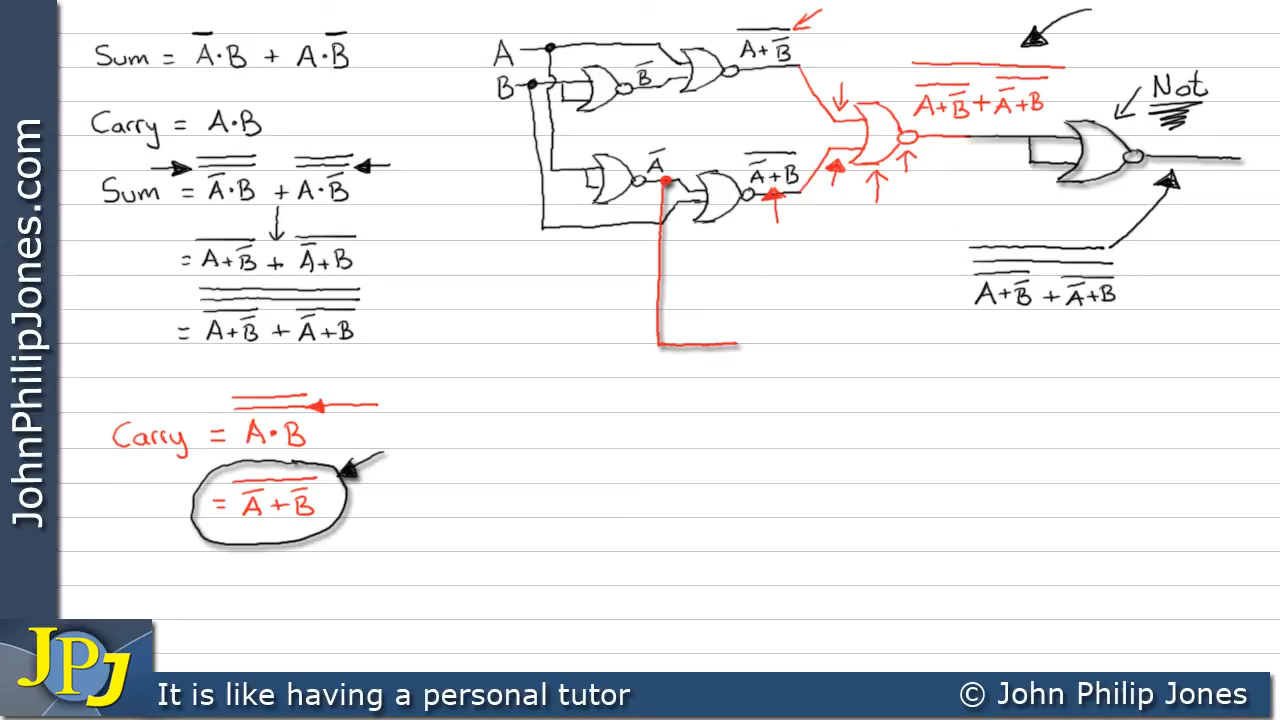 JohnPhilipJones.com
Sum = A̅·B + A·B̅
Carry = A·B
Sum = A̅·B + A·B̅
= A+B̅ + A̅+B
= A+B̅ + A̅+B
Carry = A·B
= A̅ + B̅
A
B
B̅
A+B̅
A̅
A̅+B
A+B̅ + A̅+B
Not
A+B̅ + A̅+B
JPJ
It is like having a personal tutor
© John Philip Jones